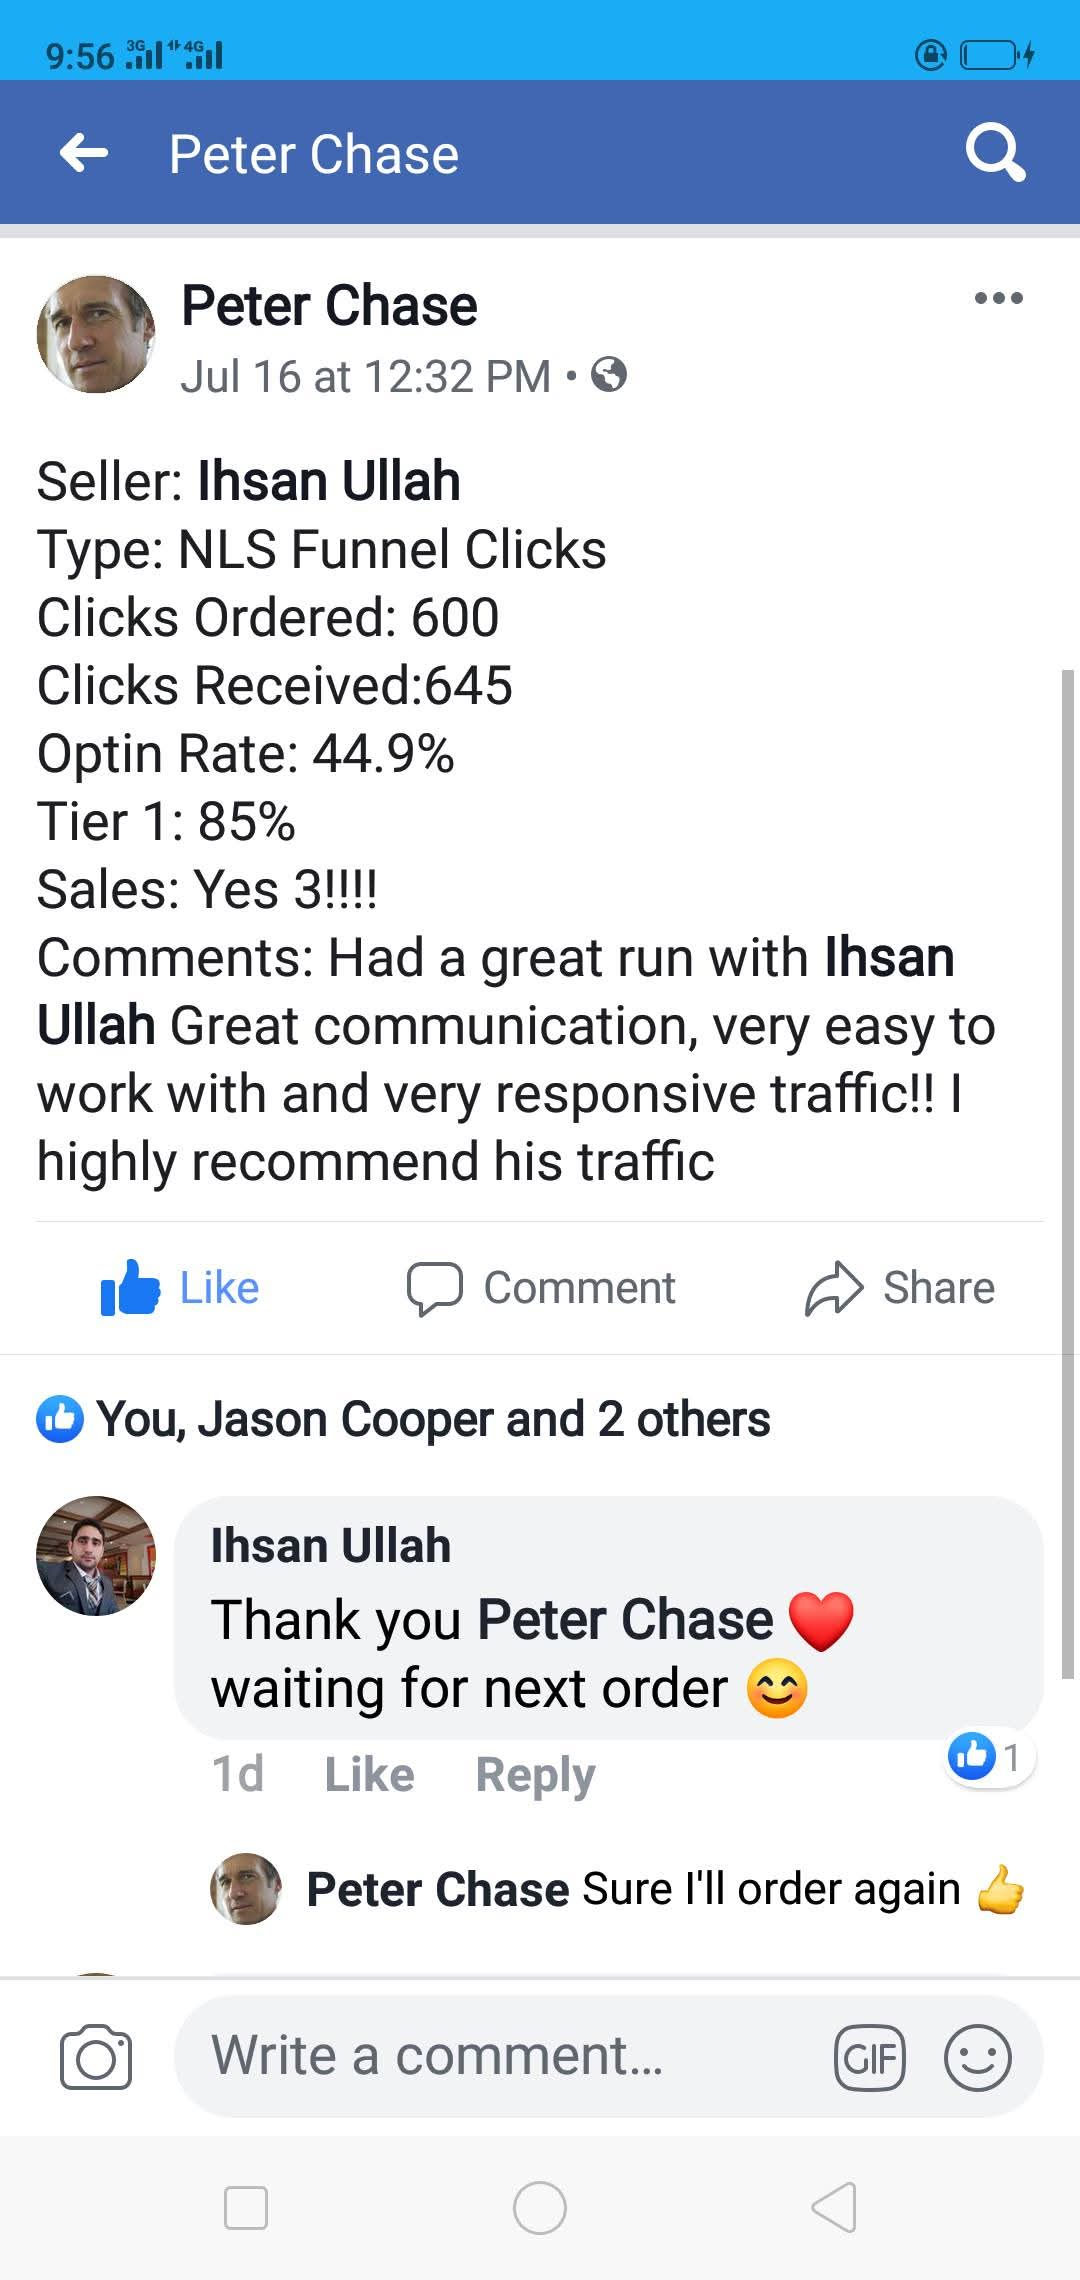 9:56 3G 4G
Peter Chase
Peter Chase
Jul 16 at 12:32 PM •
Seller: Ihsan Ullah
Type: NLS Funnel Clicks
Clicks Ordered: 600
Clicks Received:645
Optin Rate: 44.9%
Tier 1: 85%
Sales: Yes 3!!!!
Comments: Had a great run with Ihsan
Ullah Great communication, very easy to
work with and very responsive traffic!! I
highly recommend his traffic
Like Comment Share
You, Jason Cooper and 2 others
Ihsan Ullah
Thank you Peter Chase ❤️
waiting for next order 😊
1d Like Reply 1
Peter Chase Sure I'll order again 👍
Write a comment... GIF